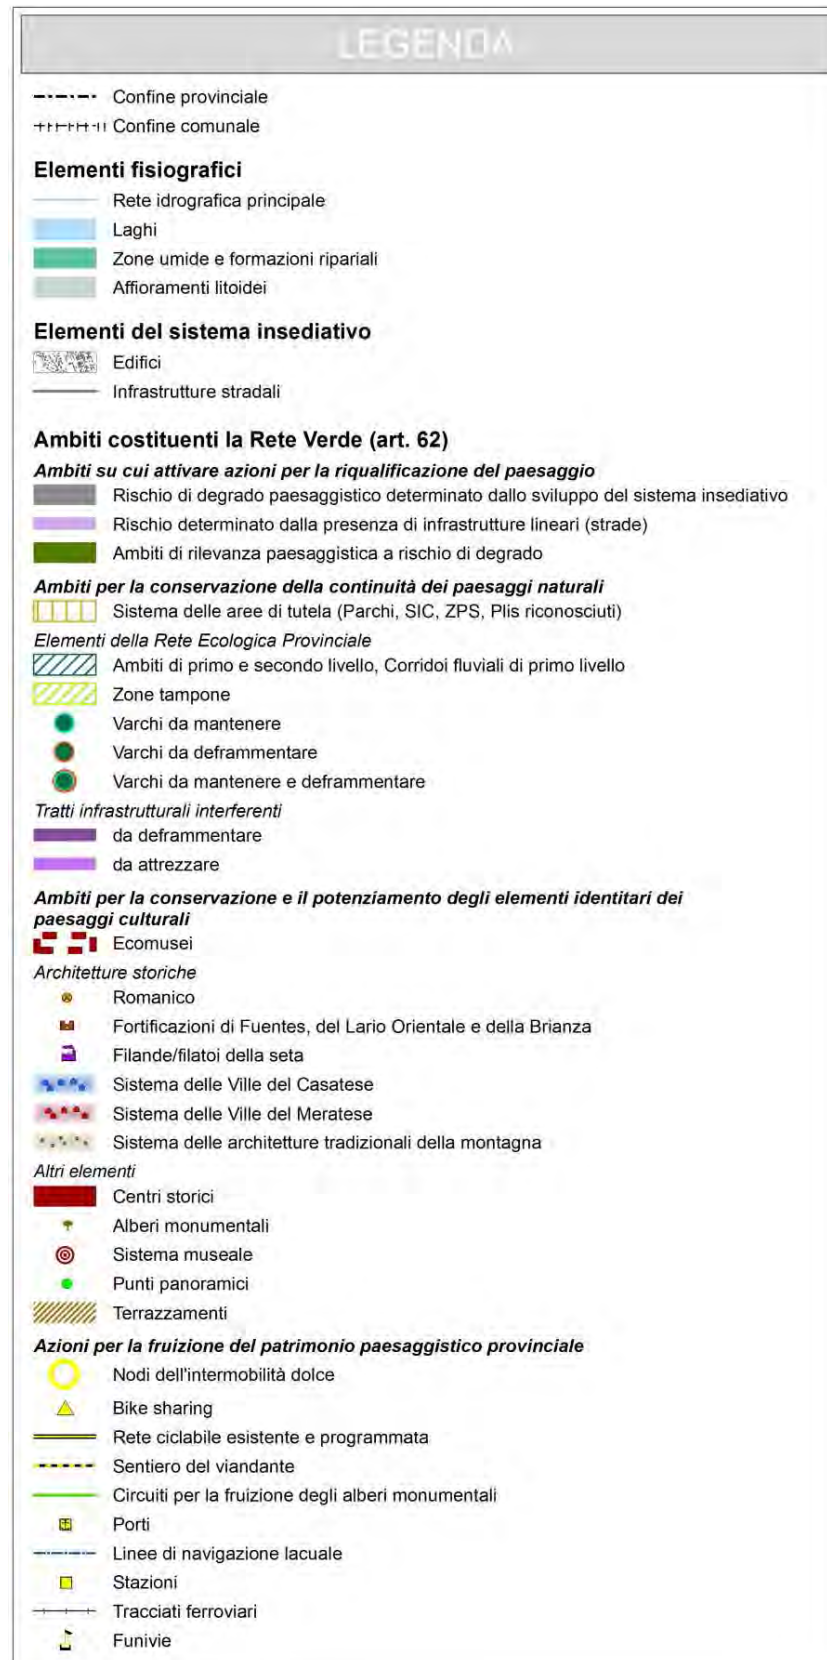 LEGENDA
Confine provinciale
Confine comunale
Elementi fisiografici
Rete idrografica principale
Laghi
Zone umide e formazioni ripariali
Affioramenti litoidei
Elementi del sistema insediativo
Edifici
Infrastrutture stradali
Ambiti costituenti la Rete Verde (art. 62)
Ambiti su cui attivare azioni per la riqualificazione del paesaggio
Rischio di degrado paesaggistico determinato dallo sviluppo del sistema insediativo
Rischio determinato dalla presenza di infrastrutture lineari (strade)
Ambiti di rilevanza paesaggistica a rischio di degrado
Ambiti per la conservazione della continuità dei paesaggi naturali
Sistema delle aree di tutela (Parchi, SIC, ZPS, Plis riconosciuti)
Elementi della Rete Ecologica Provinciale
Ambiti di primo e secondo livello, Corridoi fluviali di primo livello
Zone tampone
Varchi da mantenere
Varchi da deframmentare
Varchi da mantenere e deframmentare
Tratti infrastrutturali interferenti
da deframmentare
da attrezzare
Ambiti per la conservazione e il potenziamento degli elementi identitari dei
paesaggi culturali
Ecomusei
Architetture storiche
Romanico
Fortificazioni di Fuentes, del Lario Orientale e della Brianza
Filande/filatoi della seta
Sistema delle Ville del Casatese
Sistema delle Ville del Meratese
Sistema delle architetture tradizionali della montagna
Altri elementi
Centri storici
Alberi monumentali
Sistema museale
Punti panoramici
Terrazzamenti
Azioni per la fruizione del patrimonio paesaggistico provinciale
Nodi dell'intermobilità dolce
Bike sharing
Rete ciclabile esistente e programmata
Sentiero del viandante
Circuiti per la fruizione degli alberi monumentali
Porti
Linee di navigazione lacuale
Stazioni
Tracciati ferroviari
Funivie